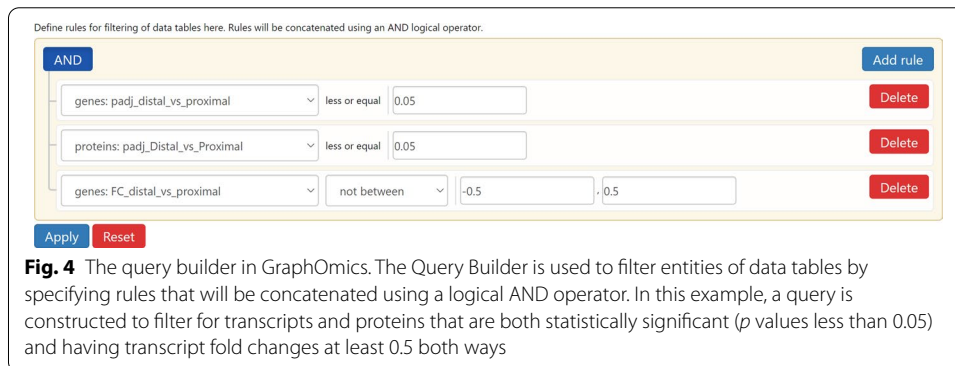 Define rules for filtering of data tables here. Rules will be concatenated using an AND logical operator.
AND Add rule
genes: padj_distal_vs_proximal less or equal 0.05 Delete
proteins: padj_Distal_vs_Proximal less or equal 0.05 Delete
genes: FC_distal_vs_proximal not between -0.5 , 0.5 Delete
Apply Reset
Fig. 4 The query builder in GraphOmics. The Query Builder is used to filter entities of data tables by
specifying rules that will be concatenated using a logical AND operator. In this example, a query is
constructed to filter for transcripts and proteins that are both statistically significant (p values less than 0.05)
and having transcript fold changes at least 0.5 both ways